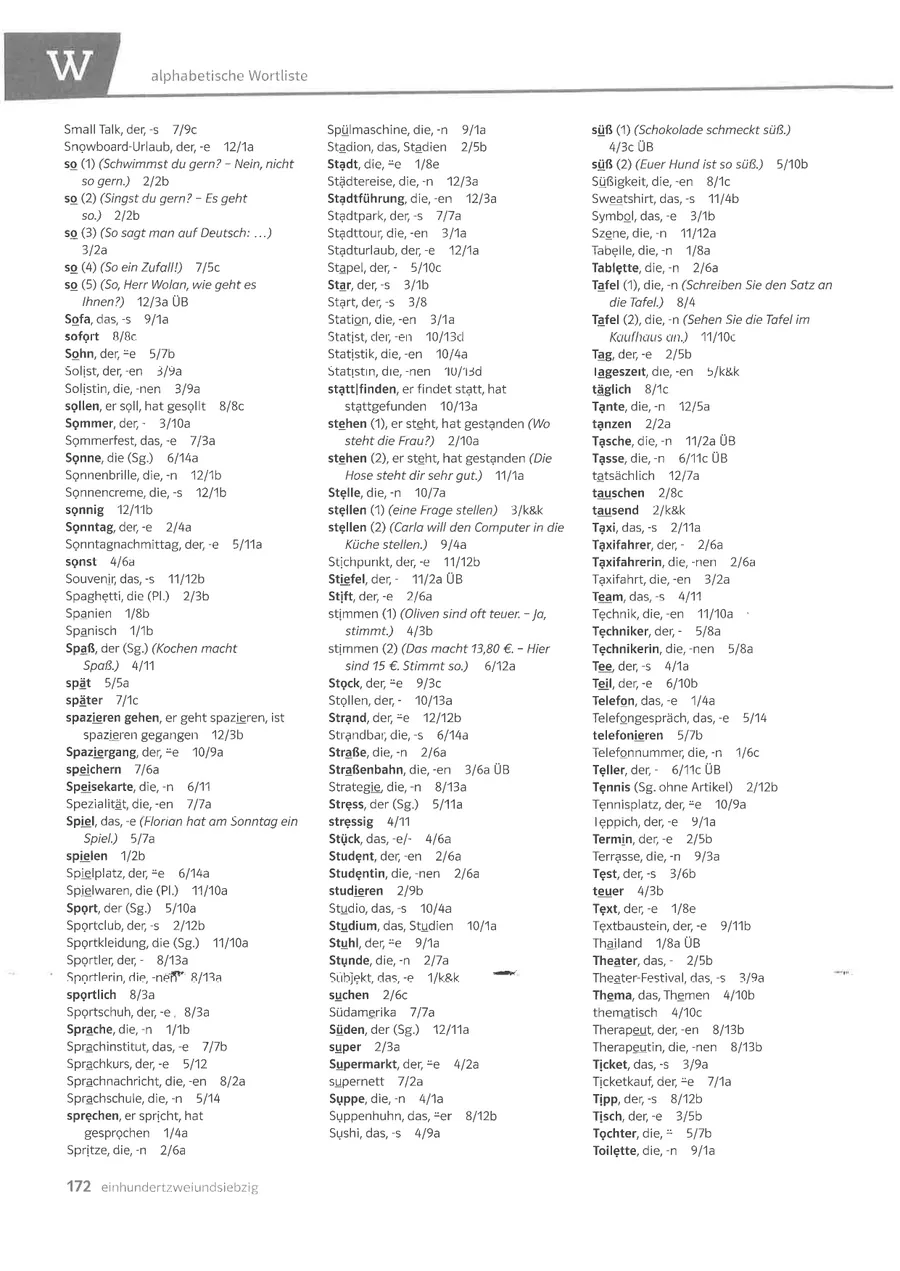 W
alphabetische Wortliste
Small Talk, der, -s 7/9c
Snowboard-Urlaub, der, -e 12/1a
so (1) (Schwimmst du gern? – Nein, nicht
so gern.) 2/2b
so (2) (Singst du gern? – Es geht
so.) 2/2b
so (3) (So sagt man auf Deutsch: …)
3/2a
so (4) (So ein Zufall!) 7/5c
so (5) (So, Herr Wolan, wie geht es
Ihnen?) 12/3a ÜB
Sofa, das, -s 9/1a
sofort 8/8c
Sohn, der, ¨-e 5/7b
Solist, der, -en 3/9a
Solistin, die, -nen 3/9a
sollen, er soll, hat gesollt 8/8c
Sommer, der, - 3/10a
Sommerfest, das, -e 7/3a
Sonne, die (Sg.) 6/14a
Sonnenbrille, die, -n 12/1b
Sonnencreme, die, -s 12/1b
sonnig 12/11b
Sonntag, der, -e 2/4a
Sonntagnachmittag, der, -e 5/11a
sonst 4/6a
Souvenir, das, -s 11/12b
Spaghetti, die (Pl.) 2/3b
Spanien 1/8b
Spanisch 1/1b
Spaß, der (Sg.) (Kochen macht
Spaß.) 4/11
spät 5/5a
später 7/1c
spazieren gehen, er geht spazieren, ist
spazieren gegangen 12/3b
Spaziergang, der, ¨-e 10/9a
speichern 7/6a
Speisekarte, die, -n 6/11
Spezialität, die, -en 7/7a
Spiel, das, -e (Florian hat am Sonntag ein
Spiel.) 5/7a
spielen 1/2b
Spielplatz, der, ¨-e 6/14a
Spielwaren, die (Pl.) 11/10a
Sport, der (Sg.) 5/10a
Sportclub, der, -s 2/12b
Sportkleidung, die (Sg.) 11/10a
Sportler, der, - 8/13a
Sportlerin, die, -nen 8/13a
sportlich 8/3a
Sportschuh, der, -e 8/3a
Sprache, die, -n 1/1b
Sprachinstitut, das, -e 7/7b
Sprachkurs, der, -e 5/12
Sprachnachricht, die, -en 8/2a
Sprachschule, die, -n 5/14
sprechen, er spricht, hat
gesprochen 1/4a
Spritze, die, -n 2/6a
Spülmaschine, die, -n 9/1a
Stadion, das, Stadien 2/5b
Stadt, die, ¨-e 1/8e
Städtereise, die, -n 12/3a
Stadtführung, die, -en 12/3a
Stadtpark, der, -s 7/7a
Stadttour, die, -en 3/1a
Stadturlaub, der, -e 12/1a
Stapel, der, - 5/10c
Star, der, -s 3/1b
Start, der, -s 3/8
Station, die, -en 3/1a
Statist, der, -en 10/13d
Statistik, die, -en 10/4a
Statistin, die, -nen 10/13d
statt|finden, er findet statt, hat
stattgefunden 10/13a
stehen (1), er steht, hat gestanden (Wo
steht die Frau?) 2/10a
stehen (2), er steht, hat gestanden (Die
Hose steht dir sehr gut.) 11/1a
Stelle, die, -n 10/7a
stellen (1) (eine Frage stellen) 3/k&k
stellen (2) (Carla will den Computer in die
Küche stellen.) 9/4a
Stichpunkt, der, -e 11/12b
Stiefel, der, - 11/2a ÜB
Stift, der, -e 2/6a
stimmen (1) (Oliven sind oft teuer. – Ja,
stimmt.) 4/3b
stimmen (2) (Das macht 13,80 €. – Hier
sind 15 €. Stimmt so.) 6/12a
Stock, der, ¨-e 9/3c
Stollen, der, - 10/13a
Strand, der, ¨-e 12/12b
Strandbar, die, -s 6/14a
Straße, die, -n 2/6a
Straßenbahn, die, -en 3/6a ÜB
Strategie, die, -n 8/13a
Stress, der (Sg.) 5/11a
stressig 4/11
Stück, das, -e/- 4/6a
Student, der, -en 2/6a
Studentin, die, -nen 2/6a
studieren 2/9b
Studio, das, -s 10/4a
Studium, das, Studien 10/1a
Stuhl, der, ¨-e 9/1a
Stunde, die, -n 2/7a
Subjekt, das, -e 1/k&k
suchen 2/6c
Südamerika 7/7a
Süden, der (Sg.) 12/11a
super 2/3a
Supermarkt, der, ¨-e 4/2a
supernett 7/2a
Suppe, die, -n 4/1a
Suppenhuhn, das, ¨-er 8/12b
Sushi, das, -s 4/9a
süß (1) (Schokolade schmeckt süß.)
4/3c ÜB
süß (2) (Euer Hund ist so süß.) 5/10b
Süßigkeit, die, -en 8/1c
Sweatshirt, das, -s 11/4b
Symbol, das, -e 3/1b
Szene, die, -n 11/12a
Tabelle, die, -n 1/8a
Tablette, die, -n 2/6a
Tafel (1), die, -n (Schreiben Sie den Satz an
die Tafel.) 8/4
Tafel (2), die, -n (Sehen Sie die Tafel im
Kaufhaus an.) 11/10c
Tag, der, -e 2/5b
Tageszeit, die, -en 5/k&k
täglich 8/1c
Tante, die, -n 12/5a
tanzen 2/2a
Tasche, die, -n 11/2a ÜB
Tasse, die, -n 6/11c ÜB
tatsächlich 12/7a
tauschen 2/8c
tausend 2/k&k
Taxi, das, -s 2/11a
Taxifahrer, der, - 2/6a
Taxifahrerin, die, -nen 2/6a
Taxifahrt, die, -en 3/2a
Team, das, -s 4/11
Technik, die, -en 11/10a
Techniker, der, - 5/8a
Technikerin, die, -nen 5/8a
Tee, der, -s 4/1a
Teil, der, -e 6/10b
Telefon, das, -e 1/4a
Telefongespräch, das, -e 5/14
telefonieren 5/7b
Telefonnummer, die, -n 1/6c
Teller, der, - 6/11c ÜB
Tennis (Sg. ohne Artikel) 2/12b
Tennisplatz, der, ¨-e 10/9a
Teppich, der, -e 9/1a
Termin, der, -e 2/5b
Terrasse, die, -n 9/3a
Test, der, -s 3/6b
teuer 4/3b
Text, der, -e 1/8e
Textbaustein, der, -e 9/11b
Thailand 1/8a ÜB
Theater, das, - 2/5b
Theater-Festival, das, -s 3/9a
Thema, das, Themen 4/10b
thematisch 4/10c
Therapeut, der, -en 8/13b
Therapeutin, die, -nen 8/13b
Ticket, das, -s 3/9a
Ticketkauf, der, ¨-e 7/1a
Tipp, der, -s 8/12b
Tisch, der, -e 3/5b
Tochter, die, ¨- 5/7b
Toilette, die, -n 9/1a
172 einhundertzweiundsiebzig